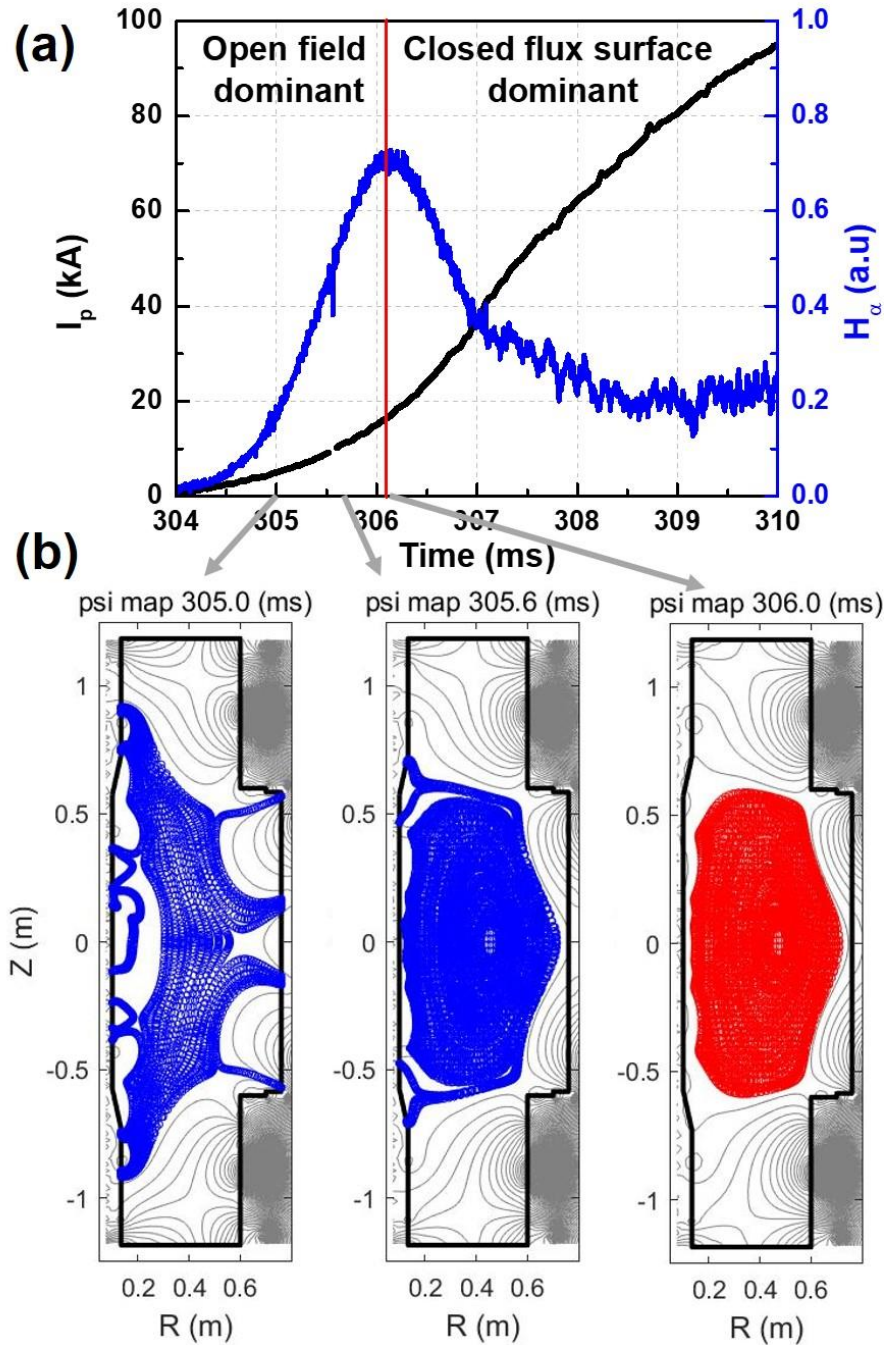 (a)
Open field
dominant
Closed flux surface
dominant
100
80
60
40
20
0
I_p (kA)
1.0
0.8
0.6
0.4
0.2
0.0
H_α (a.u)
304 305 306 307 308 309 310
Time (ms)
(b)
psi map 305.0 (ms)
psi map 305.6 (ms)
psi map 306.0 (ms)
Z (m)
1
0.5
0
-0.5
-1
1
0.5
0
-0.5
-1
1
0.5
0
-0.5
-1
0.2 0.4 0.6
0.2 0.4 0.6
0.2 0.4 0.6
R (m)
R (m)
R (m)